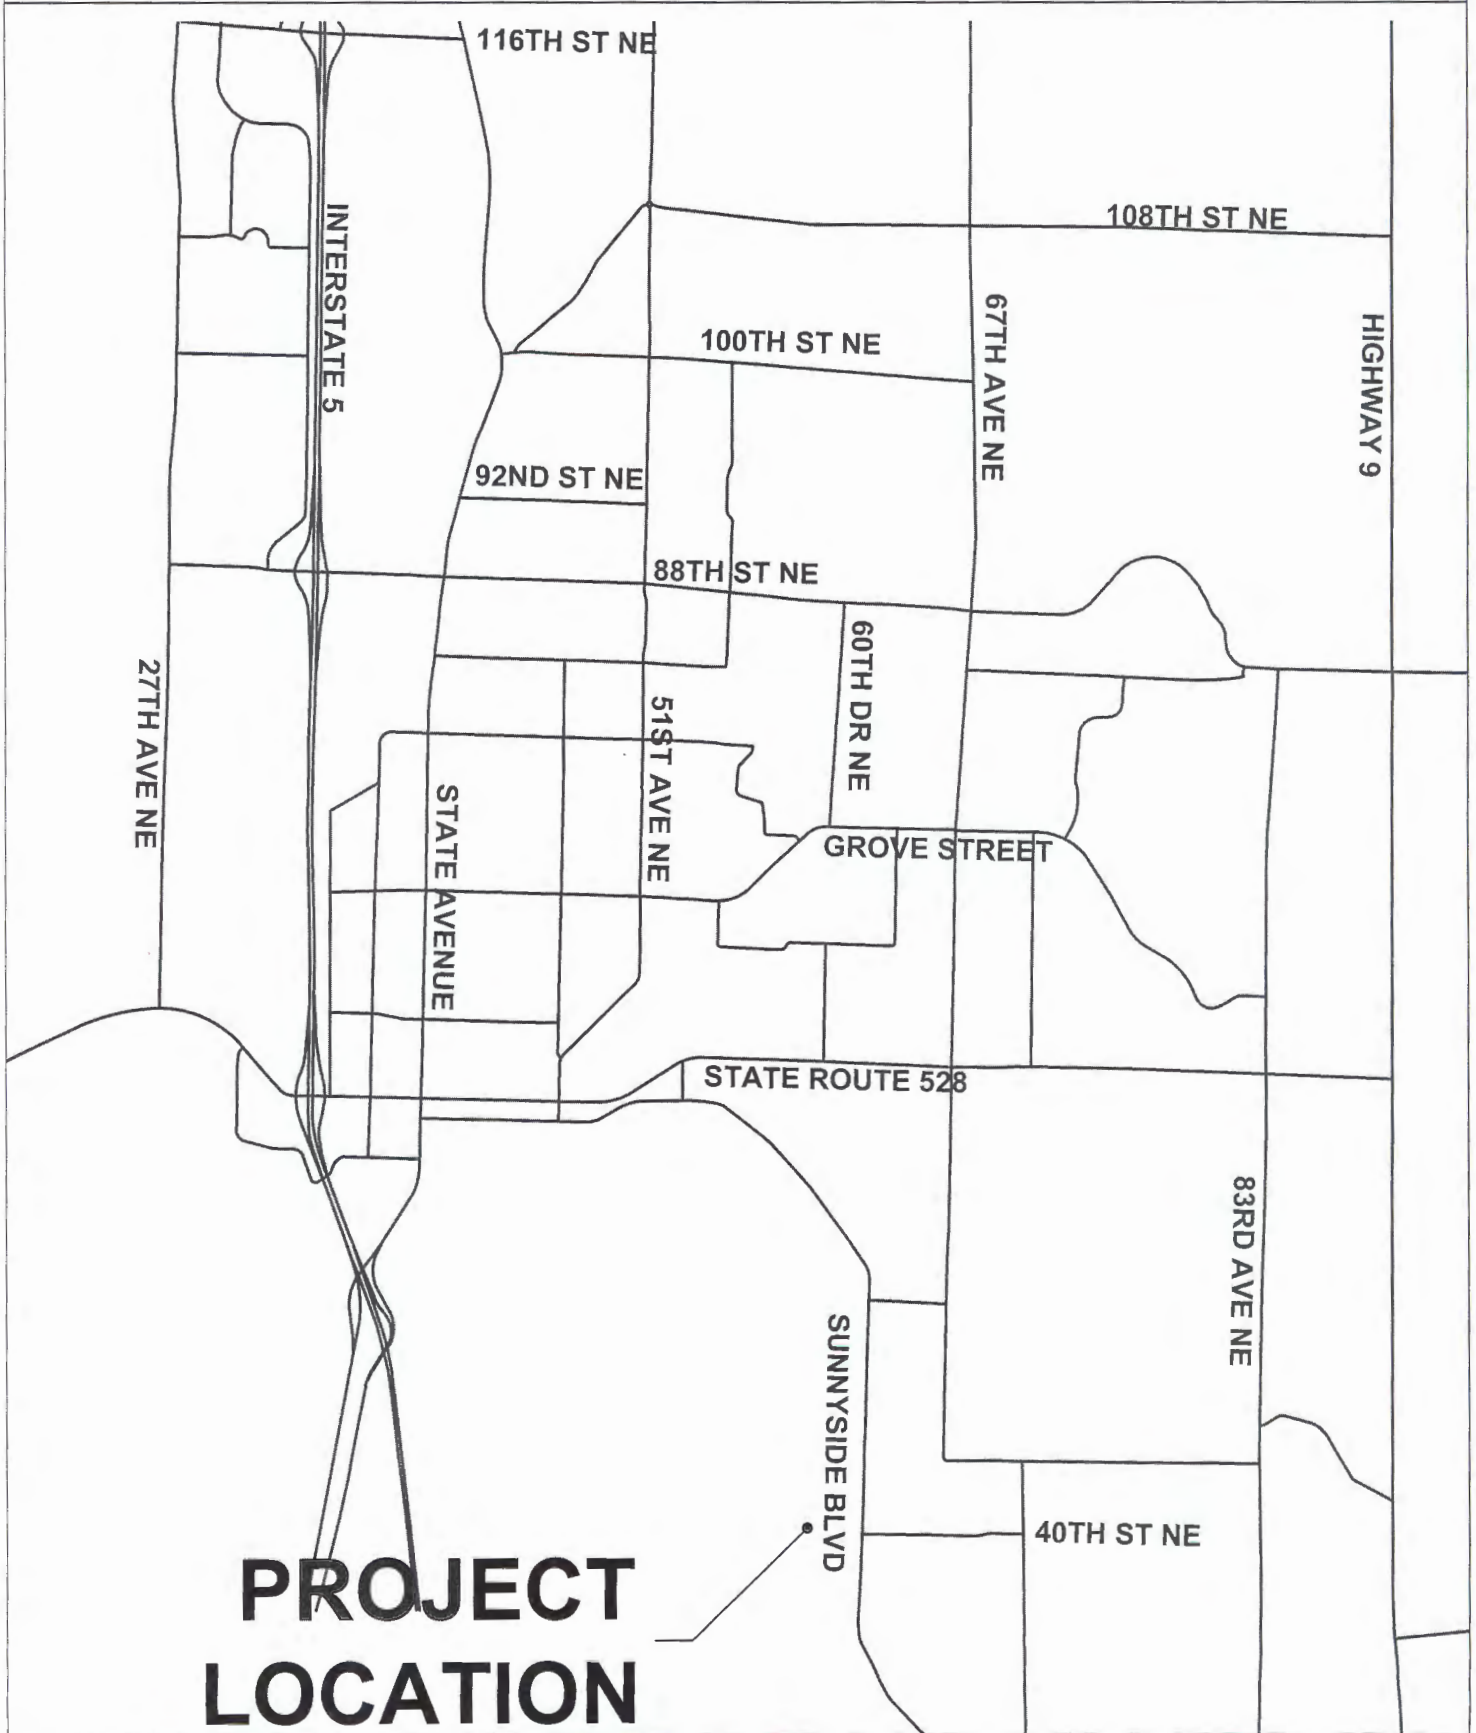 116TH ST NE
108TH ST NE
INTERSTATE 5
67TH AVE NE
HIGHWAY 9
100TH ST NE
92ND ST NE
88TH ST NE
60TH DR NE
27TH AVE NE
51ST AVE NE
STATE AVENUE
GROVE STREET
STATE ROUTE 528
83RD AVE NE
SUNNYSIDE BLVD
40TH ST NE
PROJECT
LOCATION